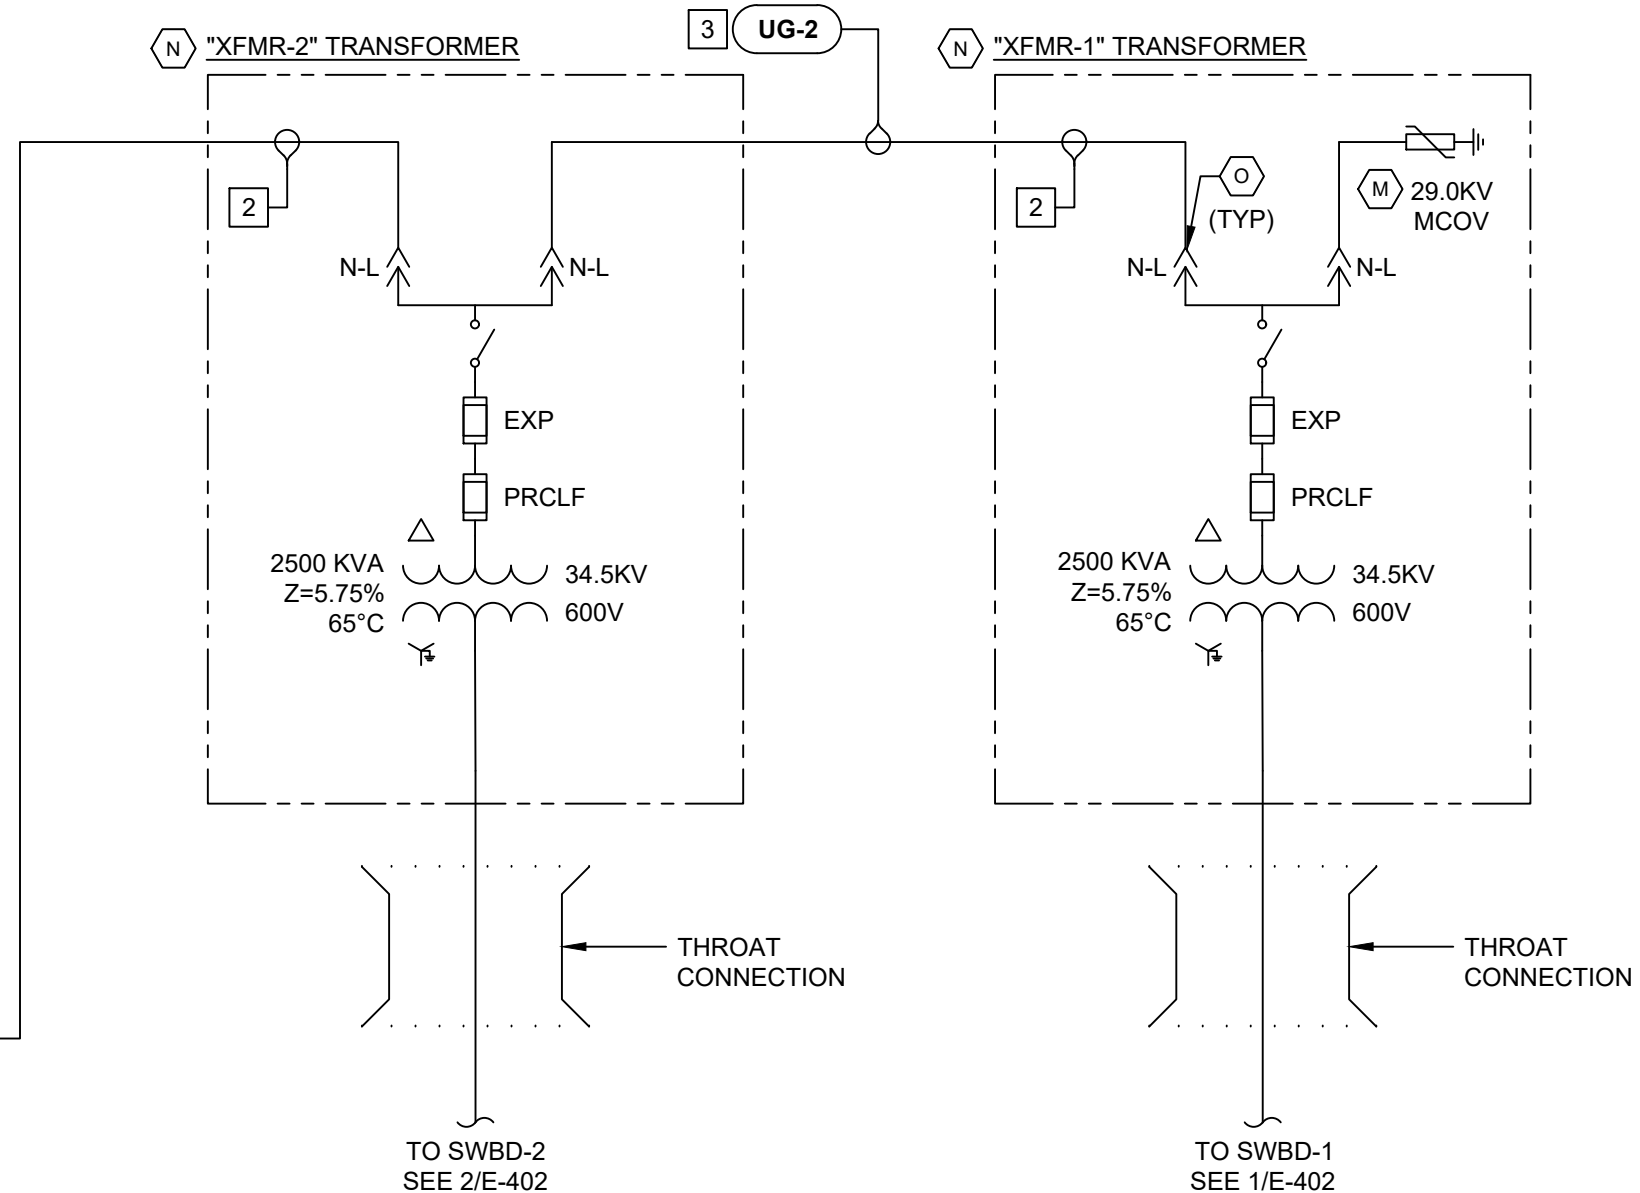 3
UG-2
N
"XFMR-2" TRANSFORMER
2
N-L
N-L
EXP
PRCLF
2500 KVA
Z=5.75%
65°C
34.5KV
600V
THROAT
CONNECTION
TO SWBD-2
SEE 2/E-402
N
"XFMR-1" TRANSFORMER
2
O
(TYP)
M
29.0KV
MCOV
N-L
N-L
EXP
PRCLF
2500 KVA
Z=5.75%
65°C
34.5KV
600V
THROAT
CONNECTION
TO SWBD-1
SEE 1/E-402